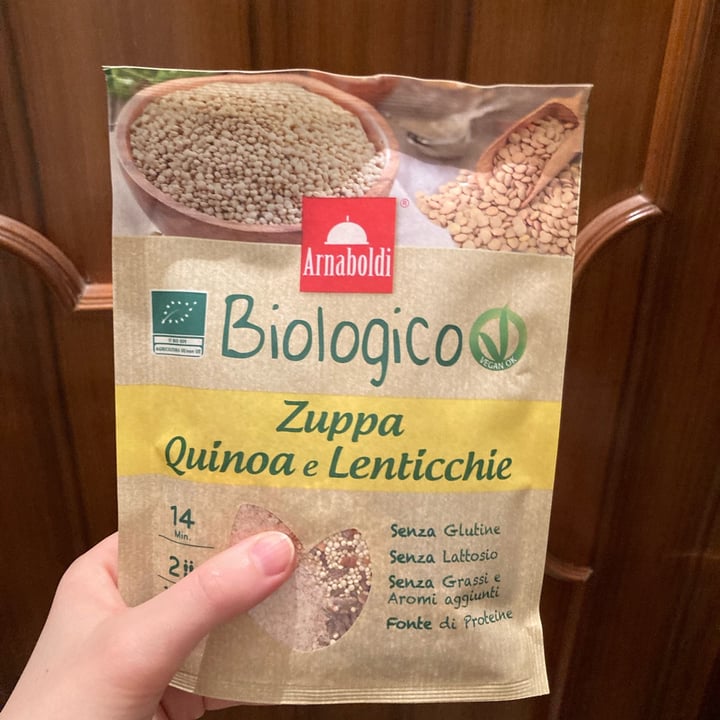 Arnaboldi
®
Biologico
VEGAN OK
Zuppa
Quinoa e Lenticchie
14
Min.
2
Senza Glutine
Senza Lattosio
Senza Grassi e
Aromi aggiunti
Fonte di Proteine